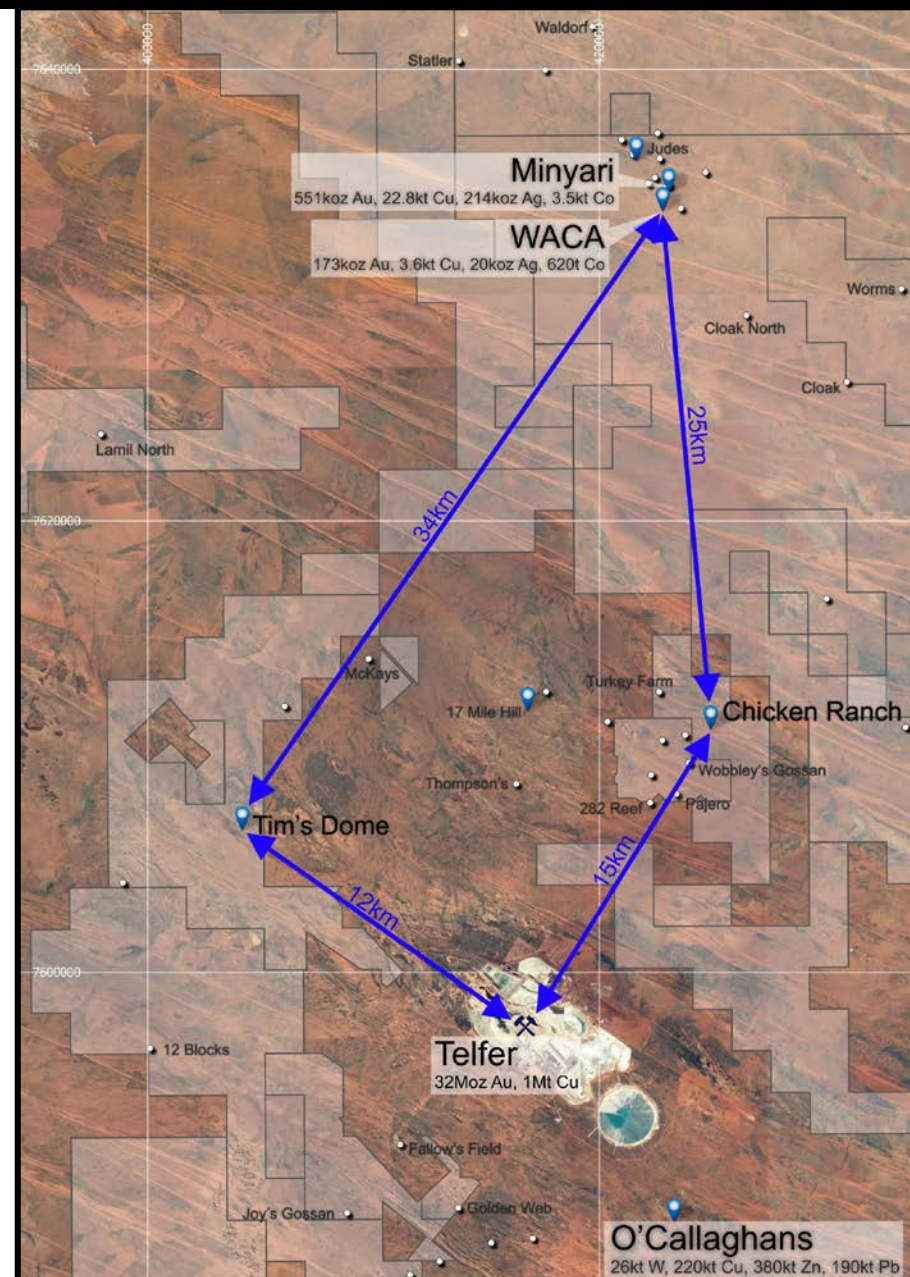 Waldorf
400000
420000
Statler
7640000
Judes
Minyari
551koz Au, 22.8kt Cu, 214koz Ag, 3.5kt Co
WACA
173koz Au, 3.6kt Cu, 20koz Ag, 620t Co
Worms
Cloak North
Cloak
25km
Lamil North
34km
7620000
McKays
Turkey Farm
17 Mile Hill
Chicken Ranch
Wobbley's Gossan
Thompson's
282 Reef
Pajero
Tim's Dome
15km
12km
7600000
12 Blocks
Telfer
32Moz Au, 1Mt Cu
Fallow's Field
Joy's Gossan
Golden Web
O'Callaghans
26kt W, 220kt Cu, 380kt Zn, 190kt Pb